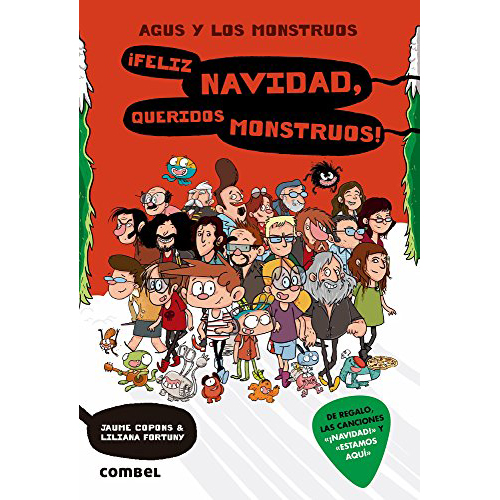 AGUS Y LOS MONSTRUOS
¡FELIZ
NAVIDAD,
QUERIDOS
MONSTRUOS!
DE REGALO,
LAS CANCIONES
«¡NAVIDAD!» Y
«ESTAMOS
AQUÍ»
JAUME COPONS &
LILIANA FORTUNY
COMBEL